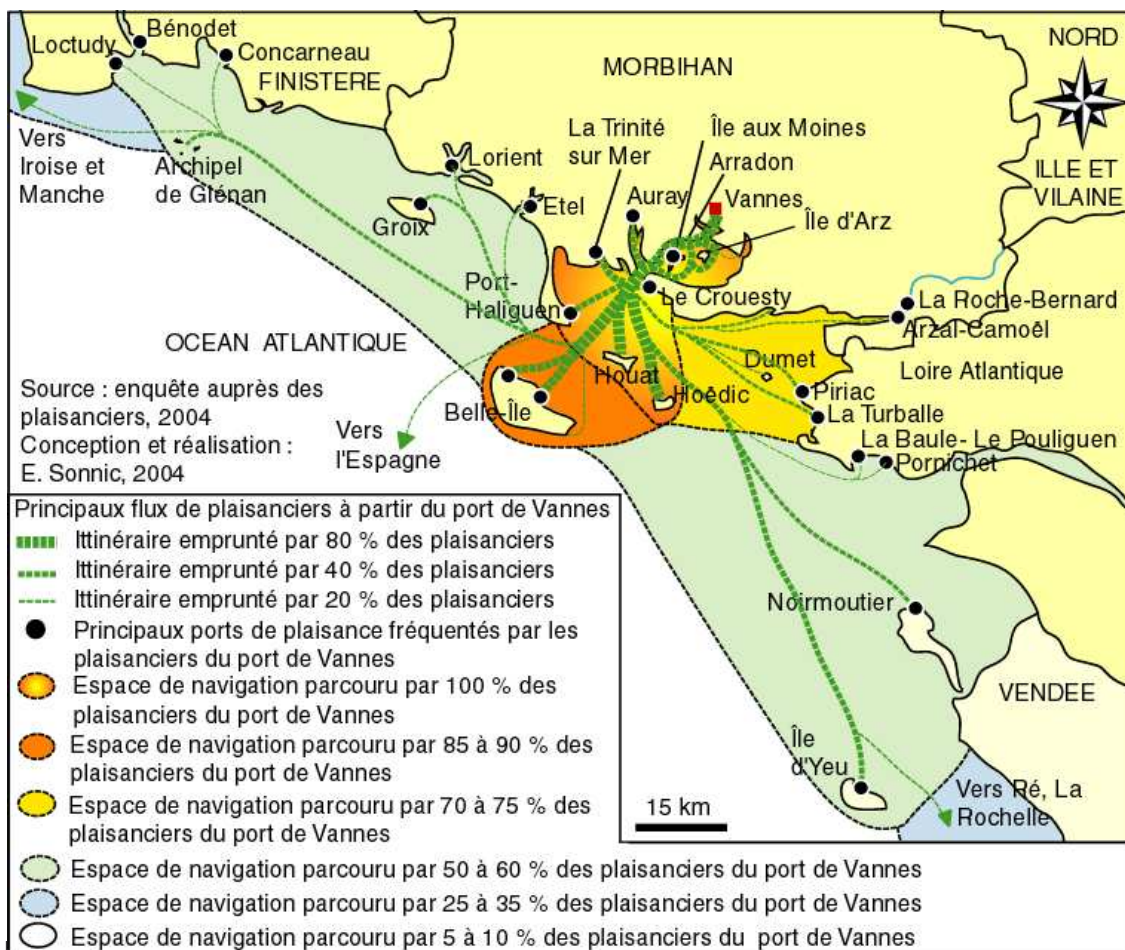 Bénodet
Loctudy
Concarneau
FINISTERE
MORBIHAN
NORD
Vers
Iroise et
Manche
Archipel
de Glénan
Lorient
Groix
Etel
La Trinité
sur Mer
Île aux Moines
Arradon
Auray
Vannes
Île d'Arz
ILLE ET
VILAINE
Port-
Haliguen
Le Crouesty
La Roche-Bernard
Arzal-Camoël
OCEAN ATLANTIQUE
Houat
Hoëdic
Dumet
Loire Atlantique
Piriac
La Turballe
Belle-Île
La Baule- Le Pouliguen
Pornichet
Source : enquête auprès des
plaisanciers, 2004
Conception et réalisation :
E. Sonnic, 2004
Vers
l'Espagne
Noirmoutier
VENDEE
Île
d'Yeu
Vers Ré, La
Rochelle
15 km
Principaux flux de plaisanciers à partir du port de Vannes
Ittinéraire emprunté par 80 % des plaisanciers
Ittinéraire emprunté par 40 % des plaisanciers
Ittinéraire emprunté par 20 % des plaisanciers
Principaux ports de plaisance fréquentés par les
plaisanciers du port de Vannes
Espace de navigation parcouru par 100 % des
plaisanciers du port de Vannes
Espace de navigation parcouru par 85 à 90 % des
plaisanciers du port de Vannes
Espace de navigation parcouru par 70 à 75 % des
plaisanciers du port de Vannes
Espace de navigation parcouru par 50 à 60 % des plaisanciers du port de Vannes
Espace de navigation parcouru par 25 à 35 % des plaisanciers du port de Vannes
Espace de navigation parcouru par 5 à 10 % des plaisanciers du port de Vannes